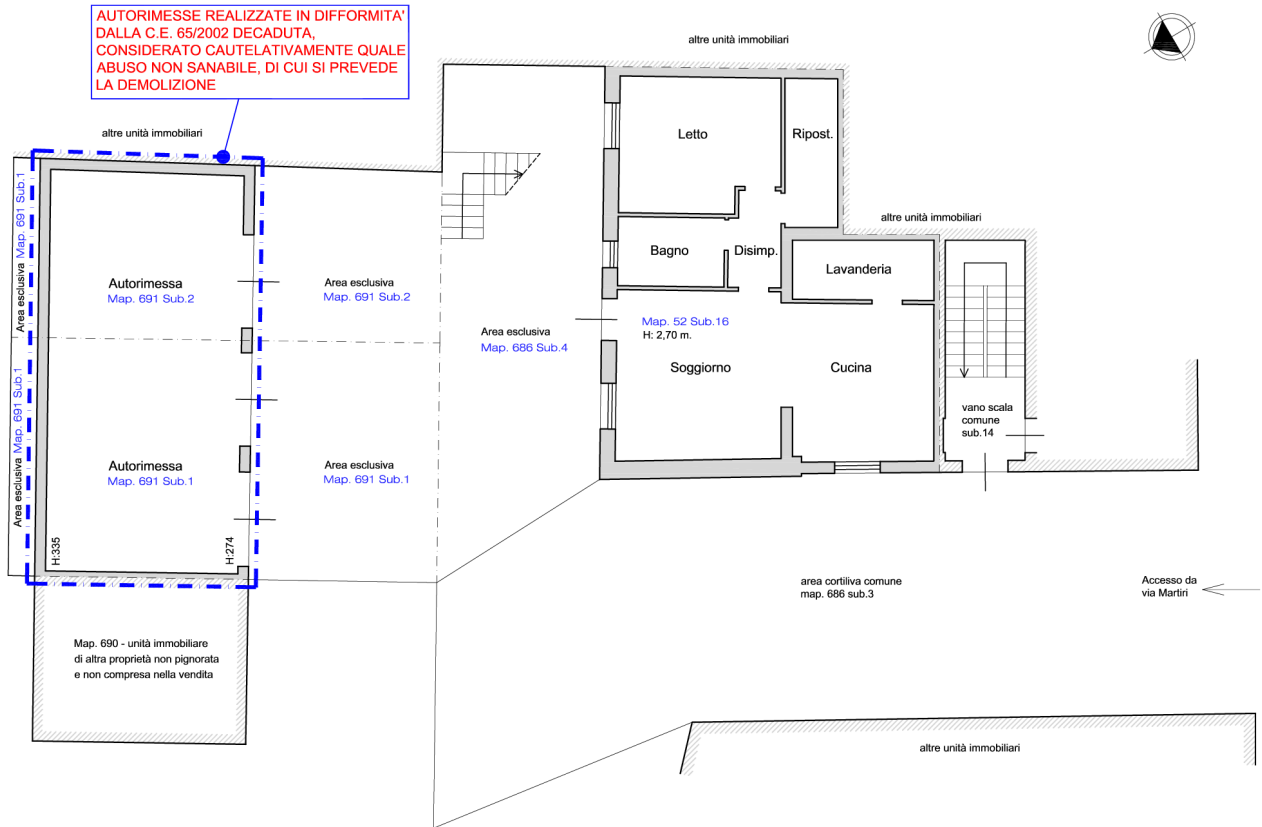 AUTORIMESSE REALIZZATE IN DIFFORMITA'
DALLA C.E. 65/2002 DECADUTA,
CONSIDERATO CAUTELATIVAMENTE QUALE
ABUSO NON SANABILE, DI CUI SI PREVEDE
LA DEMOLIZIONE
altre unità immobiliari
altre unità immobiliari
Letto
Ripost.
altre unità immobiliari
Bagno
Disimp.
Lavanderia
Area esclusiva Map. 691 Sub.1
Autorimessa
Map. 691 Sub.2
Area esclusiva
Map. 691 Sub.2
Area esclusiva
Map. 686 Sub.4
Map. 52 Sub.16
H: 2,70 m.
Soggiorno
Cucina
vano scala
comune
sub.14
Area esclusiva Map. 691 Sub.1
Autorimessa
Map. 691 Sub.1
Area esclusiva
Map. 691 Sub.1
H:335
H:274
area cortiliva comune
map. 686 sub.3
Accesso da
via Martiri
Map. 690 - unità immobiliare
di altra proprietà non pignorata
e non compresa nella vendita
altre unità immobiliari